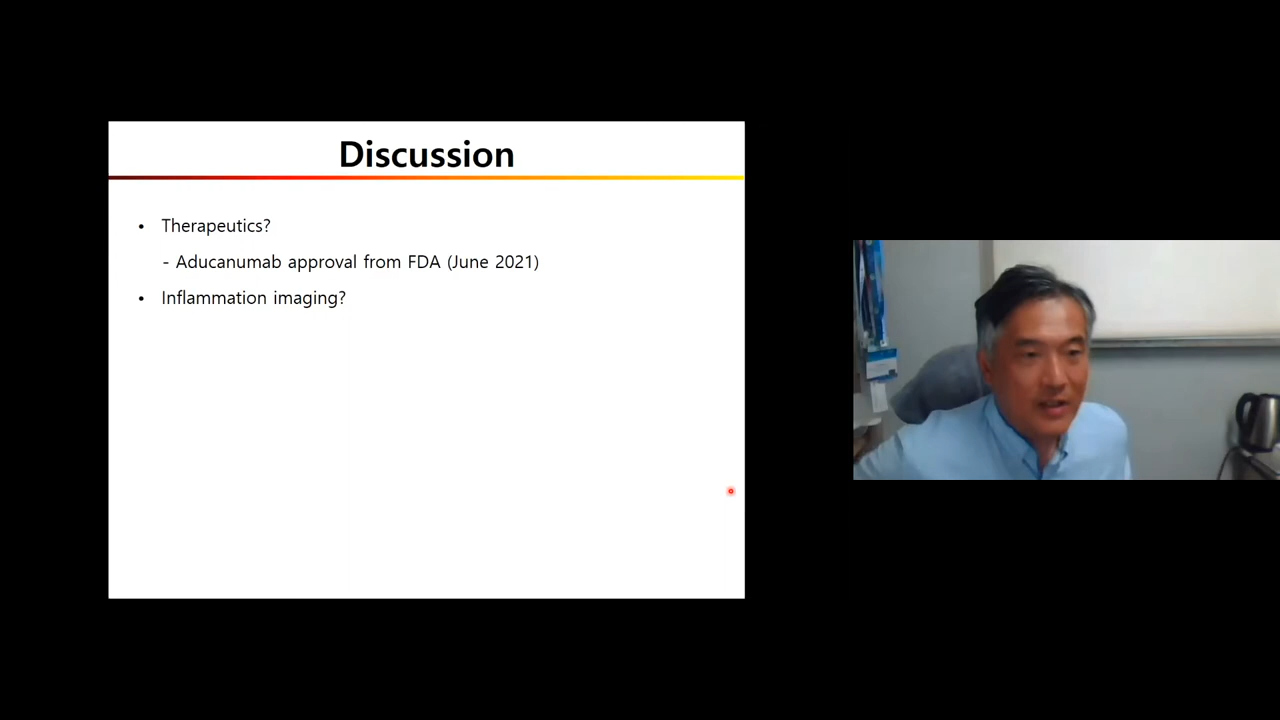 Discussion
• Therapeutics?
- Aducanumab approval from FDA (June 2021)
• Inflammation imaging?